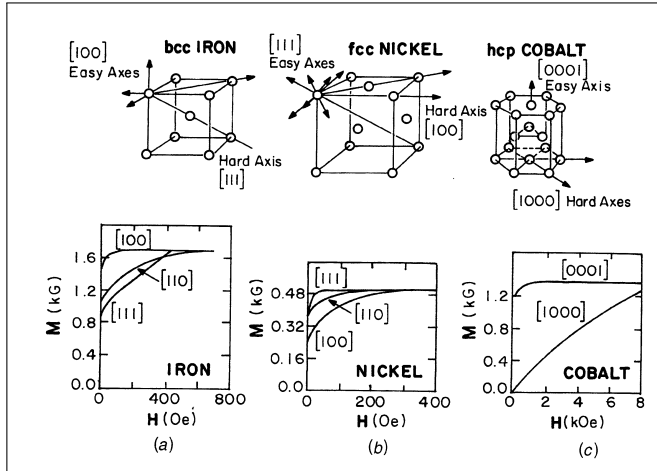 bcc IRON
[100]
Easy Axes
Hard Axis
[111]
fcc NICKEL
[111]
Easy Axes
Hard Axis
[100]
hcp COBALT
[0001]
Easy Axis
[1000] Hard Axes
M (kG)
1.6
1.2
0.8
0.4
0.0
[100]
[110]
[111]
IRON
0
400
800
H (Oe)
(a)
M (kG)
0.48
0.32
0.16
0
[111]
[110]
[100]
NICKEL
0
200
400
H (Oe)
(b)
M (kG)
1.2
0.8
0.4
0
[0001]
[1000]
COBALT
0
2
4
6
8
H (kOe)
(c)